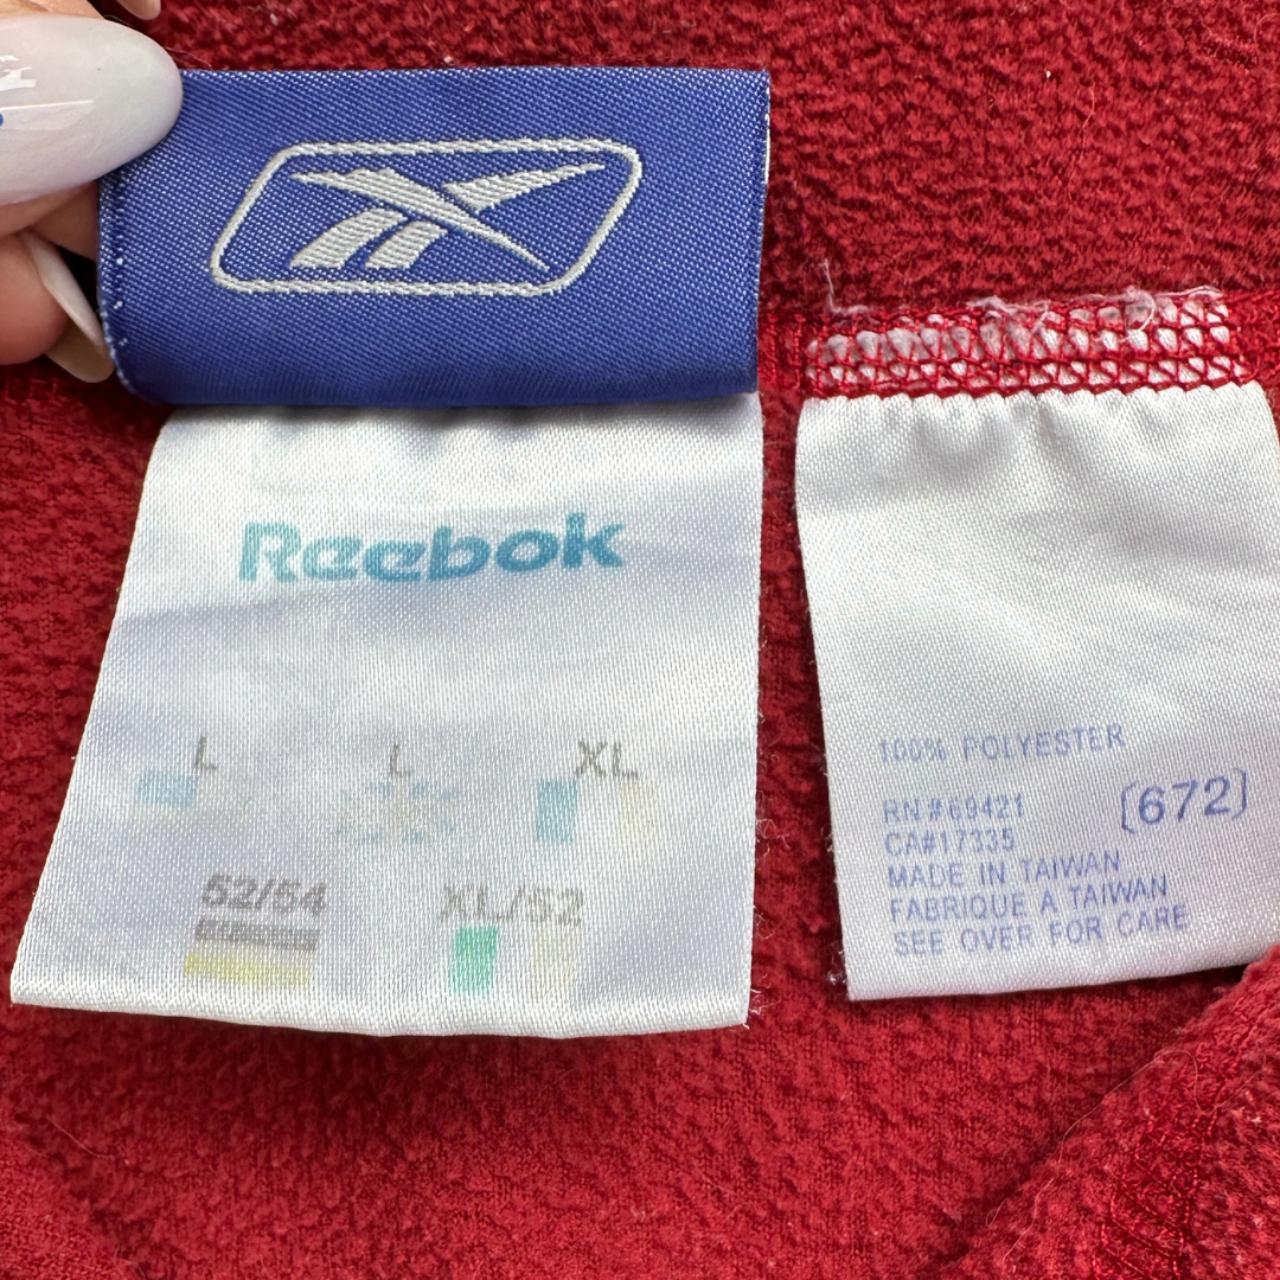 Reebok
L L XL
52/54 XL/52
100% POLYESTER
RN#69421 [672]
CA#17335
MADE IN TAIWAN
FABRIQUE A TAIWAN
SEE OVER FOR CARE